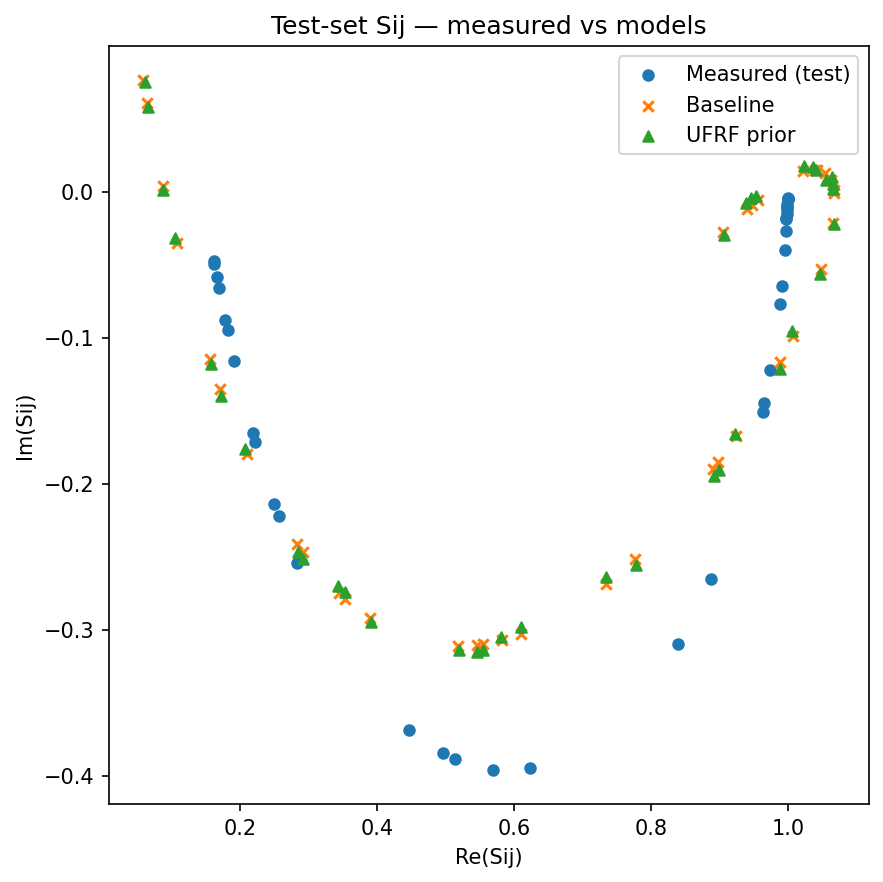 Test-set Sij — measured vs models
Measured (test)
Baseline
UFRF prior
0.0
−0.1
−0.2
−0.3
−0.4
Im(Sij)
0.2
0.4
0.6
0.8
1.0
Re(Sij)